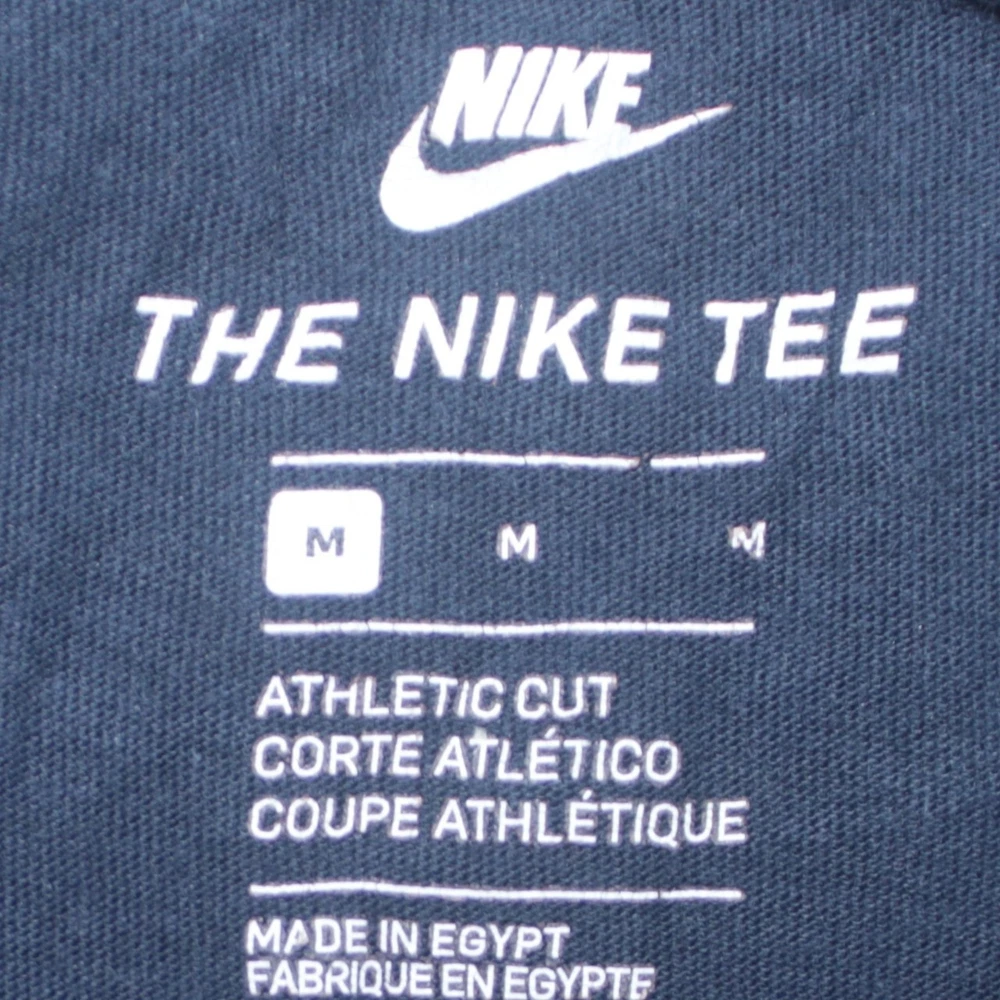 NIKE
THE NIKE TEE
M M M
ATHLETIC CUT
CORTE ATLÉTICO
COUPE ATHLÉTIQUE
MADE IN EGYPT
FABRIQUE EN EGYPTE